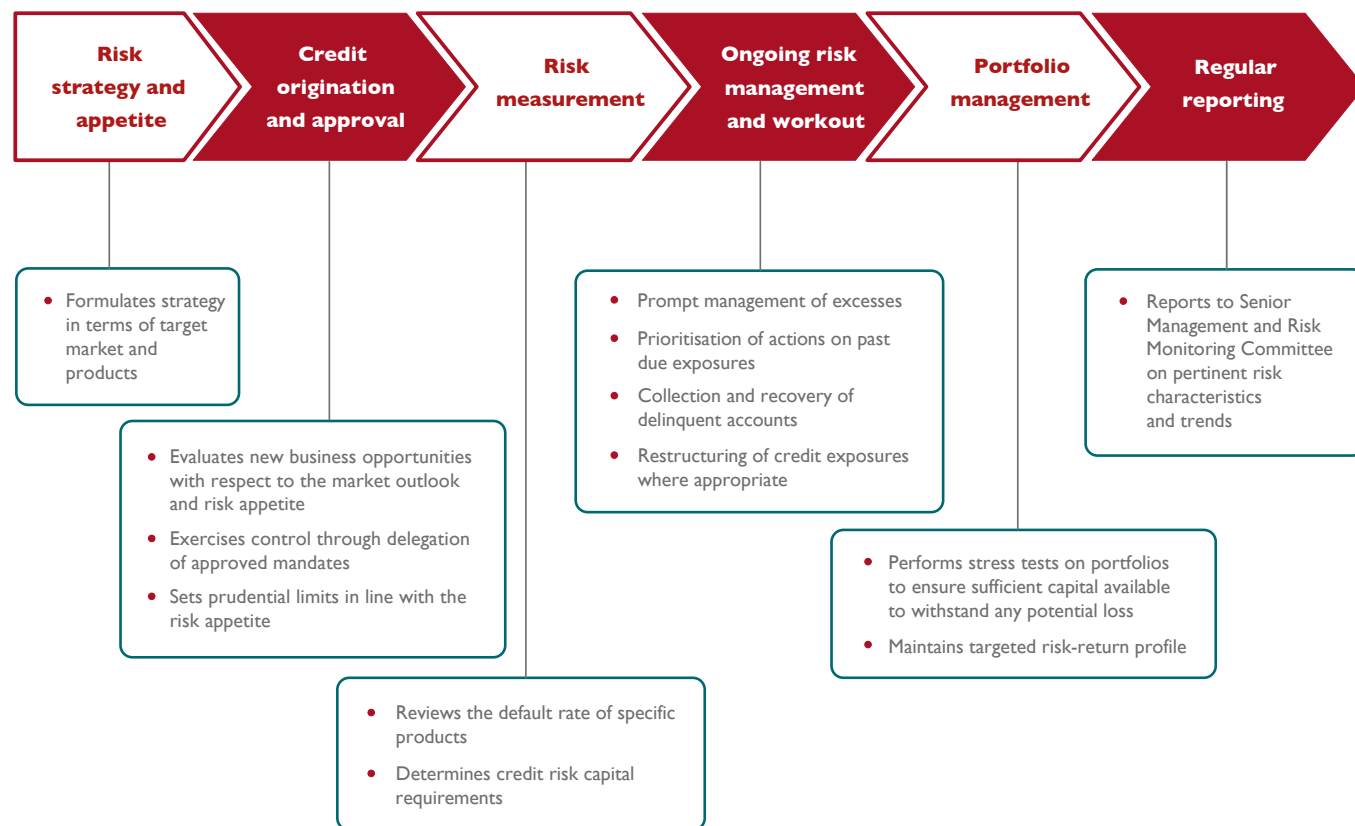 Risk
strategy and
appetite
Credit
origination
and approval
Risk
measurement
Ongoing risk
management
and workout
Portfolio
management
Regular
reporting
• Formulates strategy
in terms of target
market and
products
• Evaluates new business opportunities
with respect to the market outlook
and risk appetite
• Exercises control through delegation
of approved mandates
• Sets prudential limits in line with the
risk appetite
• Reviews the default rate of specific
products
• Determines credit risk capital
requirements
• Prompt management of excesses
• Prioritisation of actions on past
due exposures
• Collection and recovery of
delinquent accounts
• Restructuring of credit exposures
where appropriate
• Performs stress tests on portfolios
to ensure sufficient capital available
to withstand any potential loss
• Maintains targeted risk-return profile
• Reports to Senior
Management and Risk
Monitoring Committee
on pertinent risk
characteristics
and trends